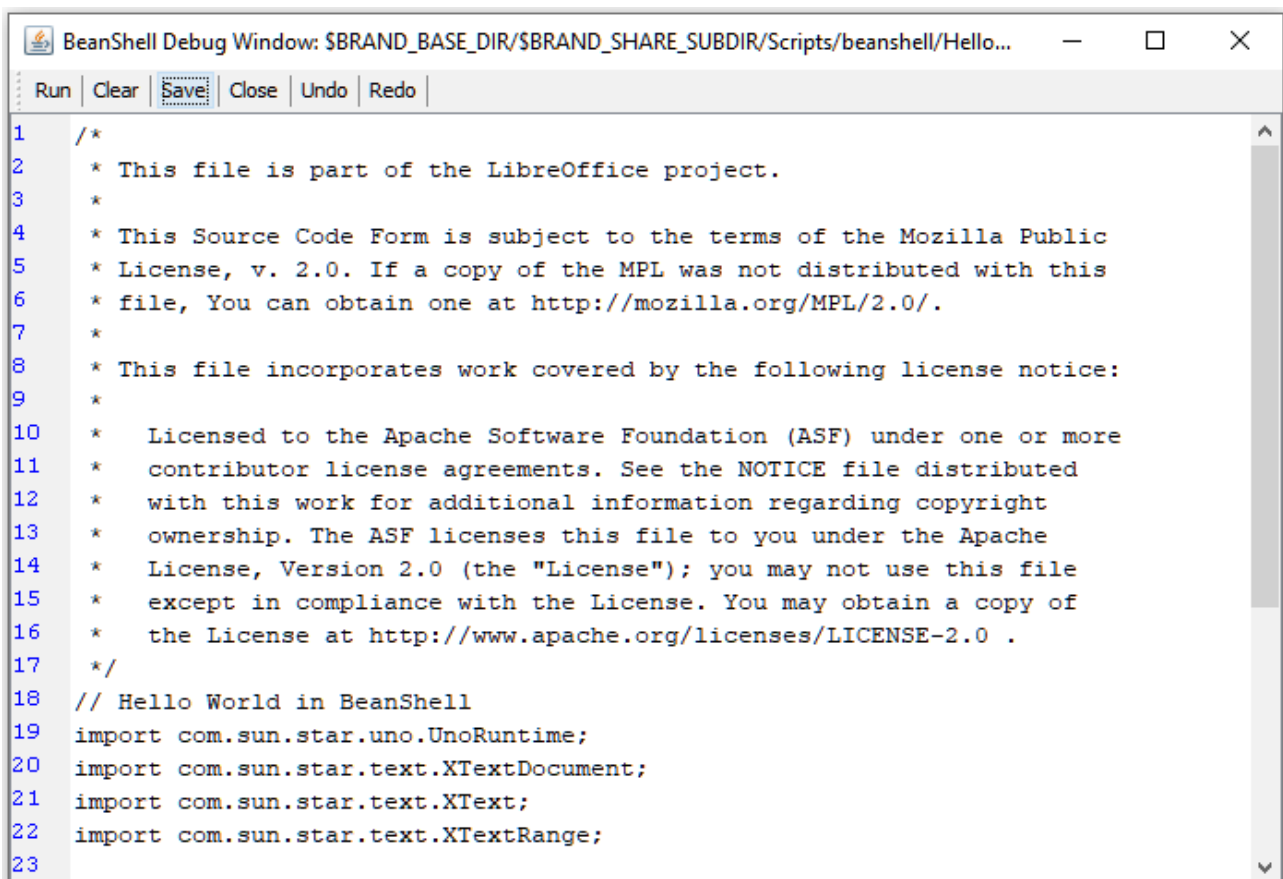 BeanShell Debug Window: $BRAND_BASE_DIR/$BRAND_SHARE_SUBDIR/Scripts/beanshell/Hello...
Run Clear Save Close Undo Redo
1 /*
2 * This file is part of the LibreOffice project.
3 *
4 * This Source Code Form is subject to the terms of the Mozilla Public
5 * License, v. 2.0. If a copy of the MPL was not distributed with this
6 * file, You can obtain one at http://mozilla.org/MPL/2.0/.
7 *
8 * This file incorporates work covered by the following license notice:
9 *
10 *   Licensed to the Apache Software Foundation (ASF) under one or more
11 *   contributor license agreements. See the NOTICE file distributed
12 *   with this work for additional information regarding copyright
13 *   ownership. The ASF licenses this file to you under the Apache
14 *   License, Version 2.0 (the "License"); you may not use this file
15 *   except in compliance with the License. You may obtain a copy of
16 *   the License at http://www.apache.org/licenses/LICENSE-2.0 .
17 */
18 // Hello World in BeanShell
19 import com.sun.star.uno.UnoRuntime;
20 import com.sun.star.text.XTextDocument;
21 import com.sun.star.text.XText;
22 import com.sun.star.text.XTextRange;
23